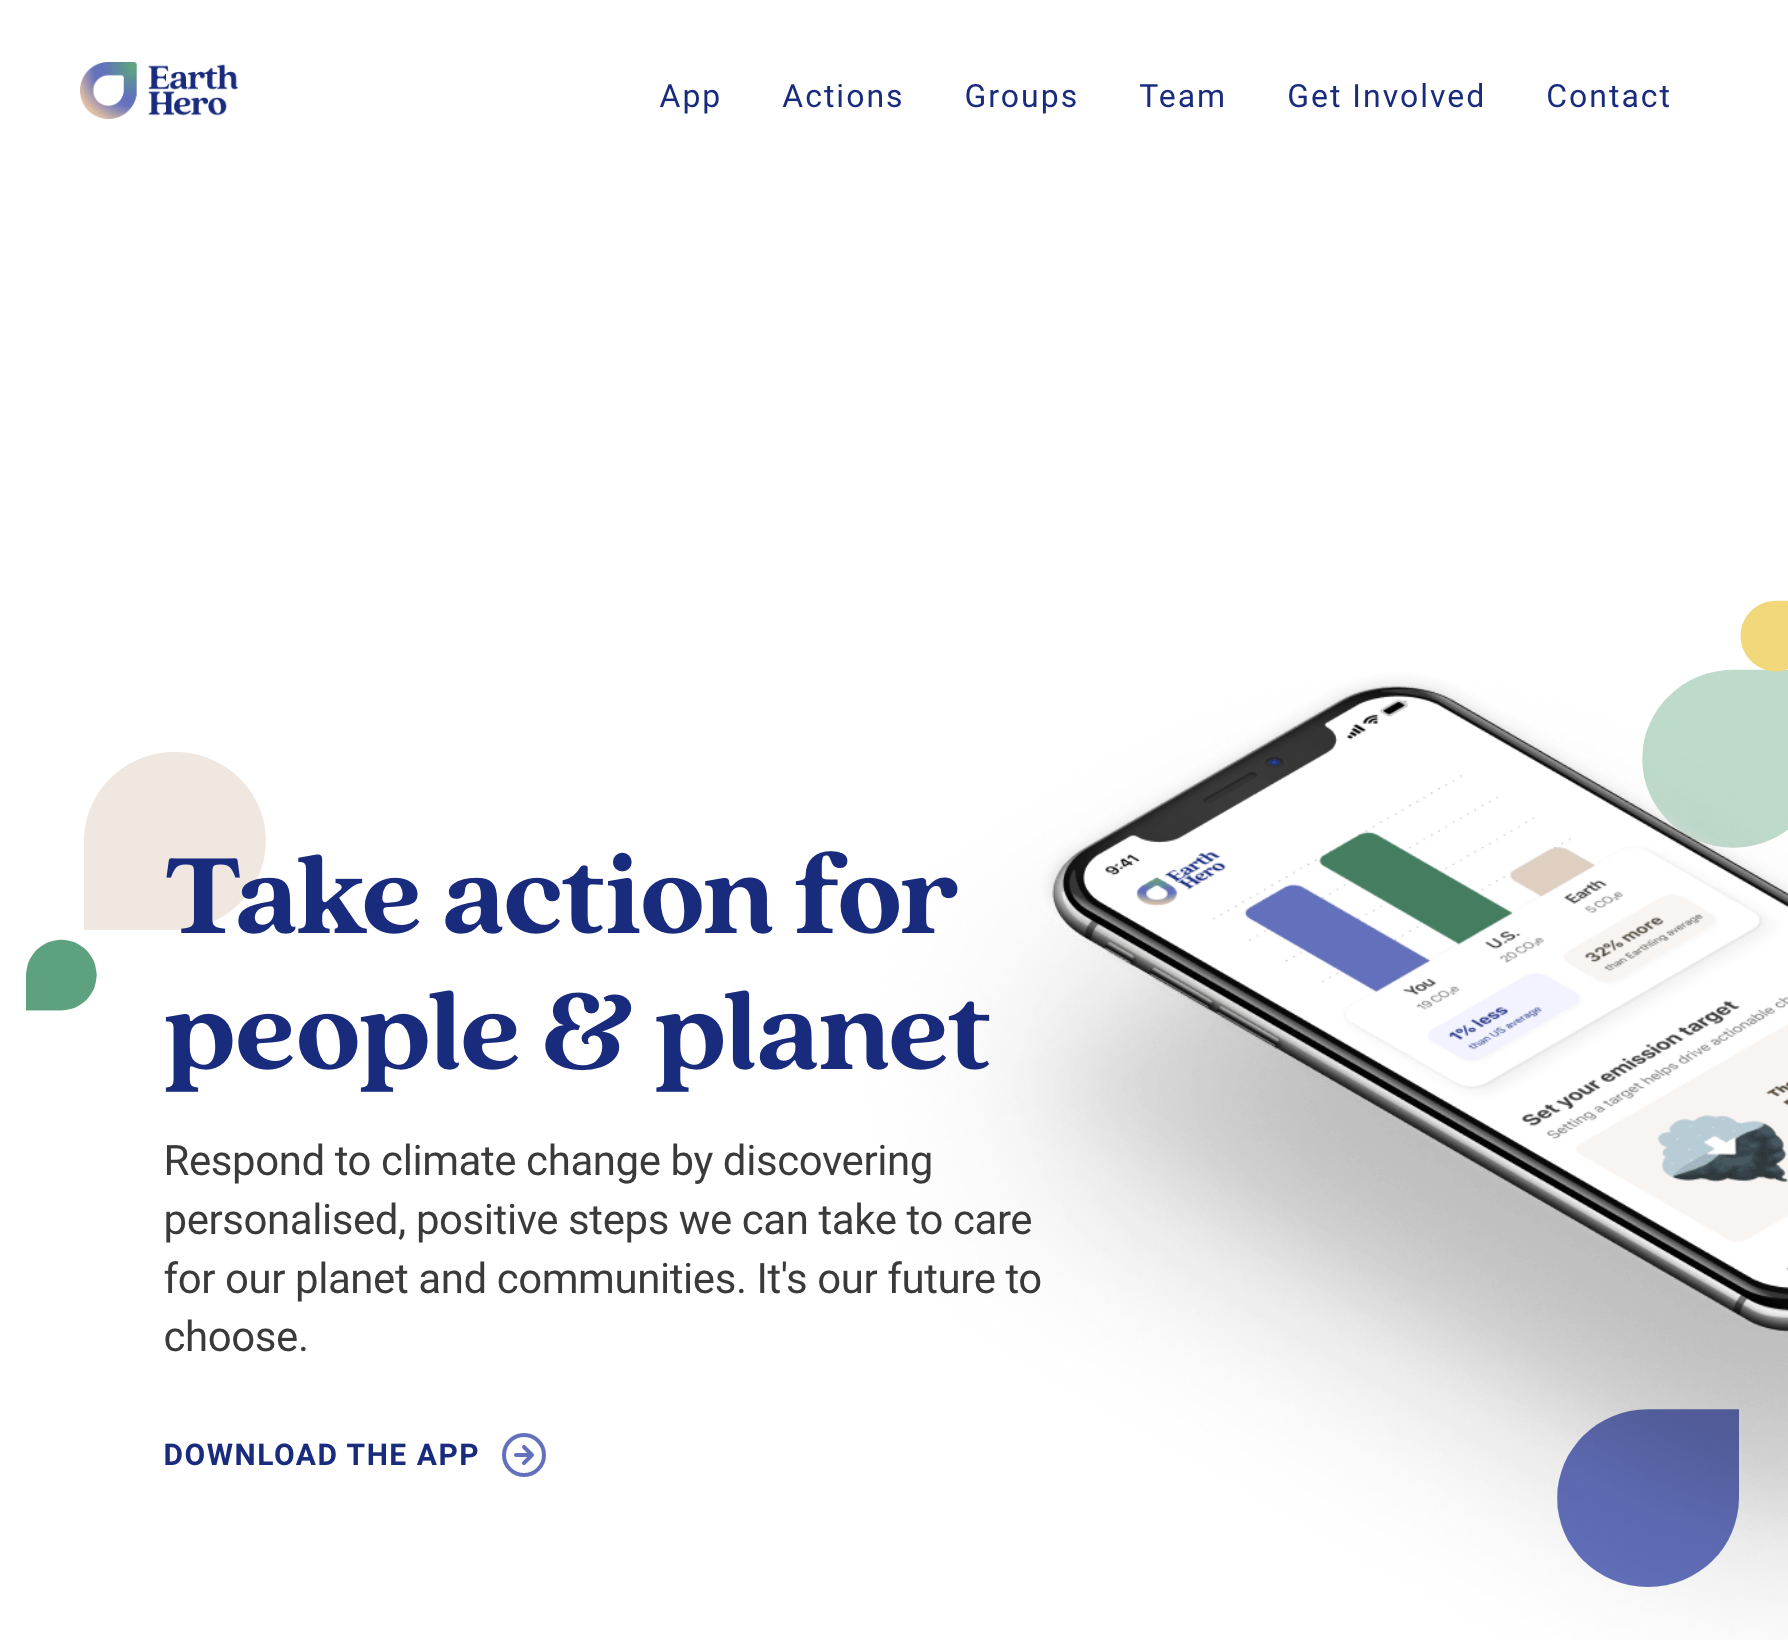 Earth
Hero
App Actions Groups Team Get Involved Contact
Take action for
people & planet
Respond to climate change by discovering
personalised, positive steps we can take to care
for our planet and communities. It's our future to
choose.
DOWNLOAD THE APP
9:41
Earth
Hero
You
19 CO₂e
U.S.
20 CO₂e
Earth
5 CO₂e
1% less
than US average
32% more
than Earthling average
Set your emission target
Setting a target helps drive actionable